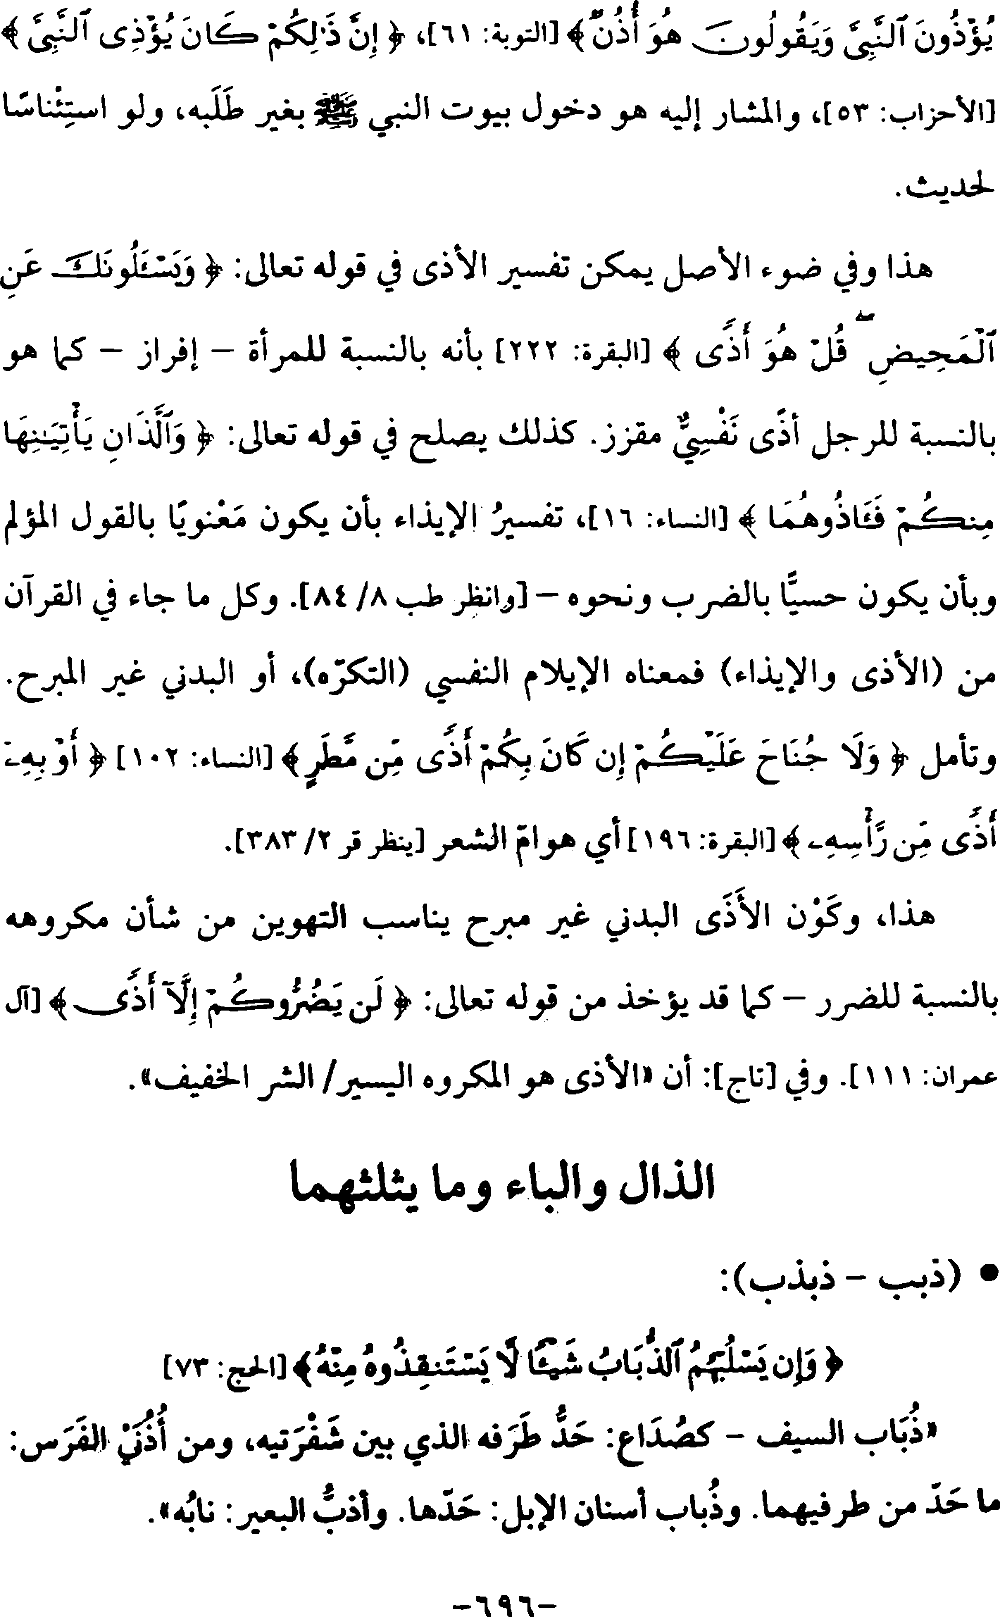 يُؤْذُونَ ٱلنَّبِىَّ وَيَقُولُونَ هُوَ أُذُنٌۚ ﴾ [التوبة: ٦١]، ﴿ إِنَّ ذَٰلِكُمْ كَانَ يُؤْذِى ٱلنَّبِىَّ ﴾
[الأحزاب: ٥٣]، والمشار إليه هو دخول بيوت النبي ﷺ بغير طَلَبه، ولو استِئْناسًا
لحديث.
هذا وفي ضوء الأصل يمكن تفسير الأذى في قوله تعالى: ﴿ وَيَسْـَٔلُونَكَ عَنِ
ٱلْمَحِيضِۖ قُلْ هُوَ أَذًى ﴾ [البقرة: ٢٢٢] بأنه بالنسبة للمرأة – إفراز – كما هو
بالنسبة للرجل أذًى نَفْسِيٌّ مقزز. كذلك يصلح في قوله تعالى: ﴿ وَٱلَّذَانِ يَأْتِيَـٰنِهَا
مِنكُمْ فَـَٔاذُوهُمَا ﴾ [النساء: ١٦]، تفسيرُ الإيذاء بأن يكون مَعْنويًا بالقول المؤلم
وبأن يكون حسيًّا بالضرب ونحوه – [وانظر طب ٨/ ٨٤]. وكل ما جاء في القرآن
من (الأذى والإيذاء) فمعناه الإيلام النفسي (التكرّه)، أو البدني غير المبرح.
وتأمل ﴿ وَلَا جُنَاحَ عَلَيْكُمْ إِن كَانَ بِكُمْ أَذًى مِّن مَّطَرٍ ﴾ [النساء: ١٠٢] ﴿ أَوْ بِهِۦٓ
أَذًى مِّن رَّأْسِهِۦ ﴾ [البقرة: ١٩٦] أي هوامّ الشعر [ينظر قر ٢/ ٣٨٣].
هذا، وكَوْن الأَذَى البدني غير مبرح يناسب التهوين من شأن مكروهه
بالنسبة للضرر – كما قد يؤخذ من قوله تعالى: ﴿ لَن يَضُرُّوكُمْ إِلَّآ أَذًى ﴾ [آل
عمران: ١١١]. وفي [تاج]: أن «الأذى هو المكروه اليسير/ الشر الخفيف».
الذال والباء وما يثلثهما
• (ذبب – ذبذب):
﴿ وَإِن يَسْلُبْهُمُ ٱلذُّبَابُ شَيْـًٔا لَّا يَسْتَنقِذُوهُ مِنْهُ ﴾ [الحج: ٧٣]
«ذُبَاب السيف – كصُدَاع: حَدُّ طَرَفه الذي بين شَفْرَتيه، ومن أُذُنَيْ الفَرَس:
ما حَدّ من طرفيهما. وذُباب أسنان الإبل: حَدّها. وأذبُّ البعير: نابُه».
-٦٩٦-